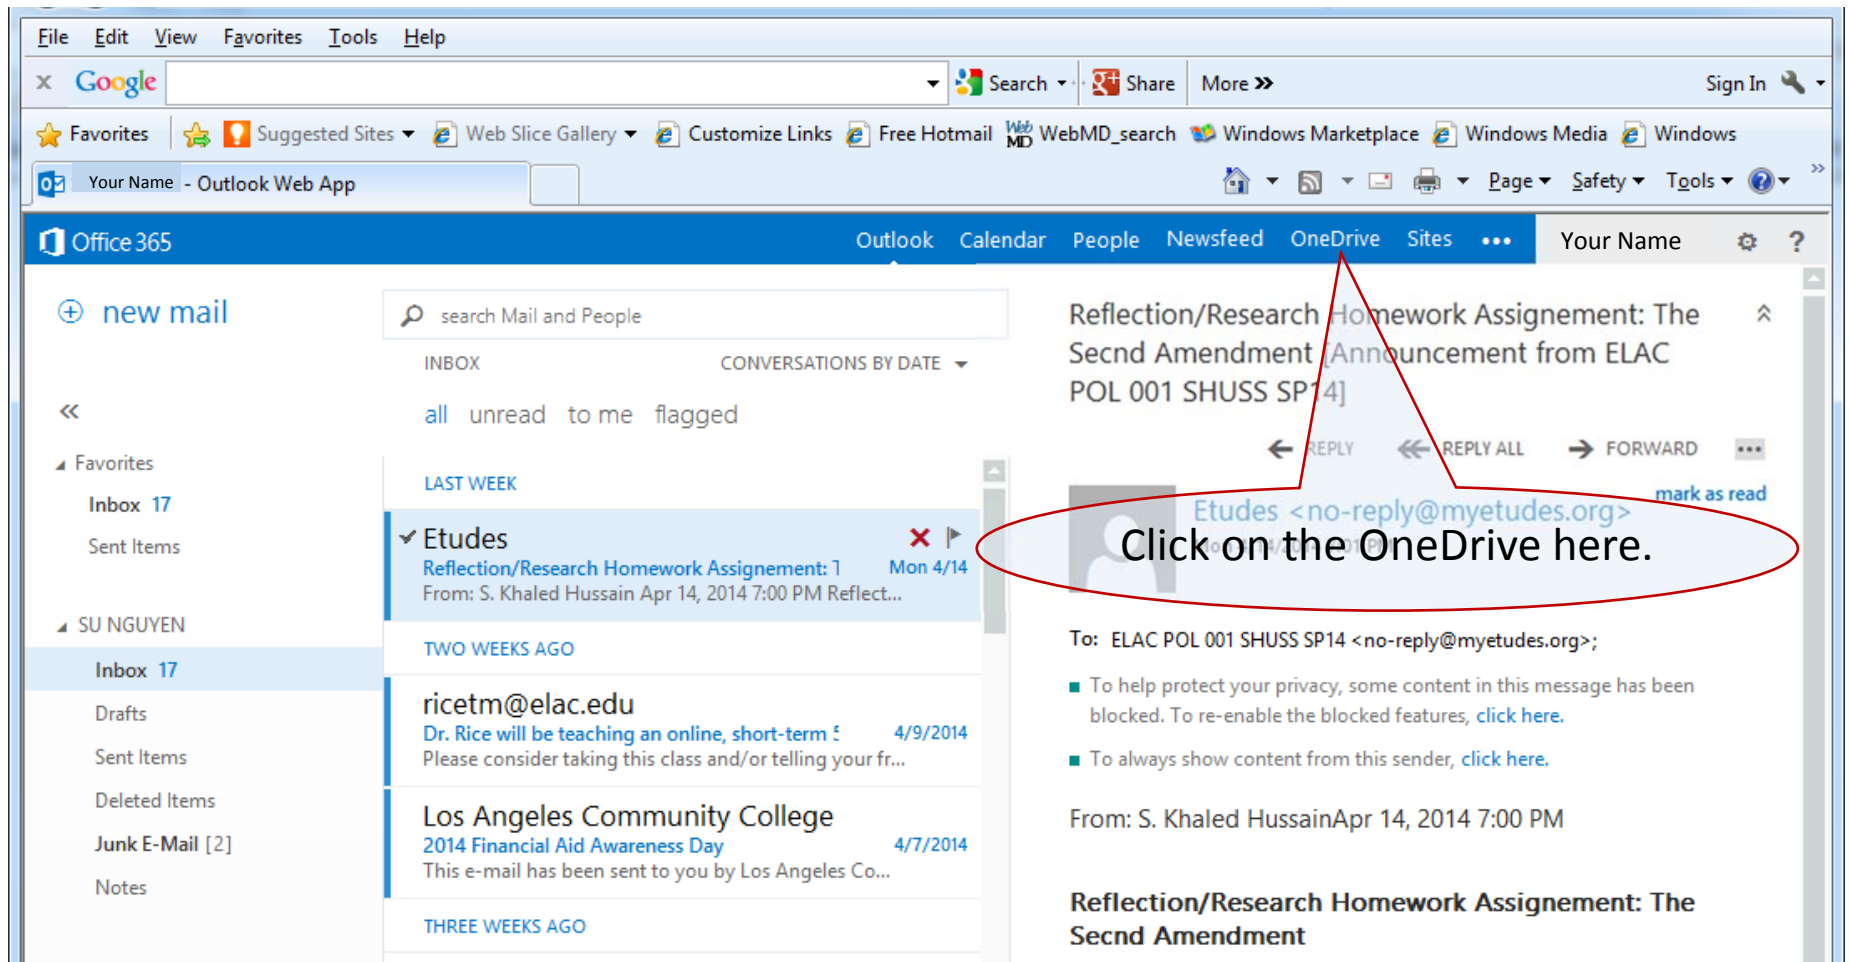 File Edit View Favorites Tools Help
x Google Search Share More » Sign In
Favorites Suggested Sites Web Slice Gallery Customize Links Free Hotmail Web MD WebMD_search Windows Marketplace Windows Media Windows
Your Name - Outlook Web App Page Safety Tools »
Office 365 Outlook Calendar People Newsfeed OneDrive Sites ••• Your Name ?
new mail
search Mail and People
INBOX CONVERSATIONS BY DATE
all unread to me flagged
«
Favorites
Inbox 17
Sent Items
SU NGUYEN
Inbox 17
Drafts
Sent Items
Deleted Items
Junk E-Mail [2]
Notes
LAST WEEK
Etudes
Reflection/Research Homework Assignement: T Mon 4/14
From: S. Khaled Hussain Apr 14, 2014 7:00 PM Reflect...
TWO WEEKS AGO
ricetm@elac.edu
Dr. Rice will be teaching an online, short-term 5 4/9/2014
Please consider taking this class and/or telling your fr...
Los Angeles Community College
2014 Financial Aid Awareness Day 4/7/2014
This e-mail has been sent to you by Los Angeles Co...
THREE WEEKS AGO
Reflection/Research Homework Assignement: The
Secnd Amendment [Announcement from ELAC
POL 001 SHUSS SP14]
REPLY REPLY ALL FORWARD •••
mark as read
Etudes <no-reply@myetudes.org>
Click on the OneDrive here.
To: ELAC POL 001 SHUSS SP14 <no-reply@myetudes.org>;
To help protect your privacy, some content in this message has been
blocked. To re-enable the blocked features, click here.
To always show content from this sender, click here.
From: S. Khaled HussainApr 14, 2014 7:00 PM
Reflection/Research Homework Assignement: The
Secnd Amendment